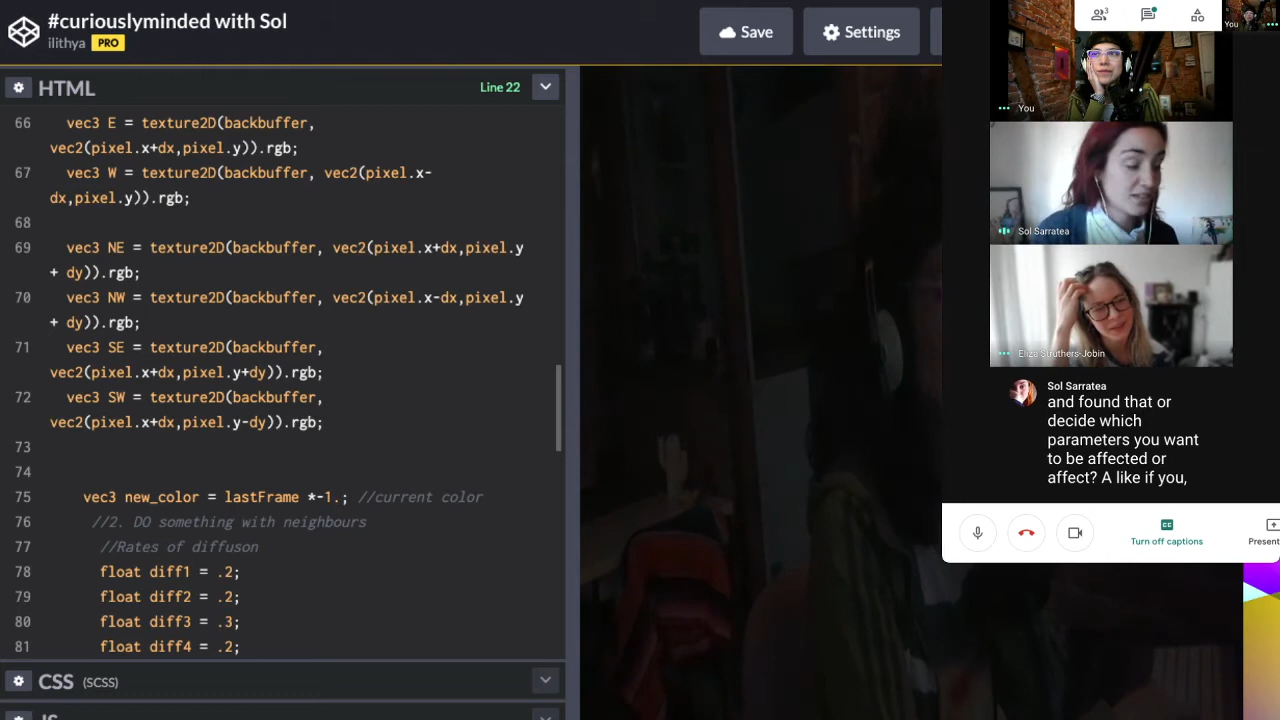 #curiouslyminded with Sol
ilithya PRO
Save
Settings
HTML
Line 22
66 vec3 E = texture2D(backbuffer,
vec2(pixel.x+dx,pixel.y)).rgb;
67 vec3 W = texture2D(backbuffer, vec2(pixel.x-
dx,pixel.y)).rgb;
68
69 vec3 NE = texture2D(backbuffer, vec2(pixel.x+dx,pixel.y
+ dy)).rgb;
70 vec3 NW = texture2D(backbuffer, vec2(pixel.x-dx,pixel.y
+ dy)).rgb;
71 vec3 SE = texture2D(backbuffer,
vec2(pixel.x+dx,pixel.y+dy)).rgb;
72 vec3 SW = texture2D(backbuffer,
vec2(pixel.x+dx,pixel.y-dy)).rgb;
73
74
75 vec3 new_color = lastFrame *-1.; //current color
76 //2. DO something with neighbours
77 //Rates of diffuson
78 float diff1 = .2;
79 float diff2 = .2;
80 float diff3 = .3;
81 float diff4 = .2;
CSS (SCSS)
3
You
You
Sol Sarratea
Eliza Struthers-Jobin
Sol Sarratea
and found that or
decide which
parameters you want
to be affected or
affect? A like if you,
Turn off captions